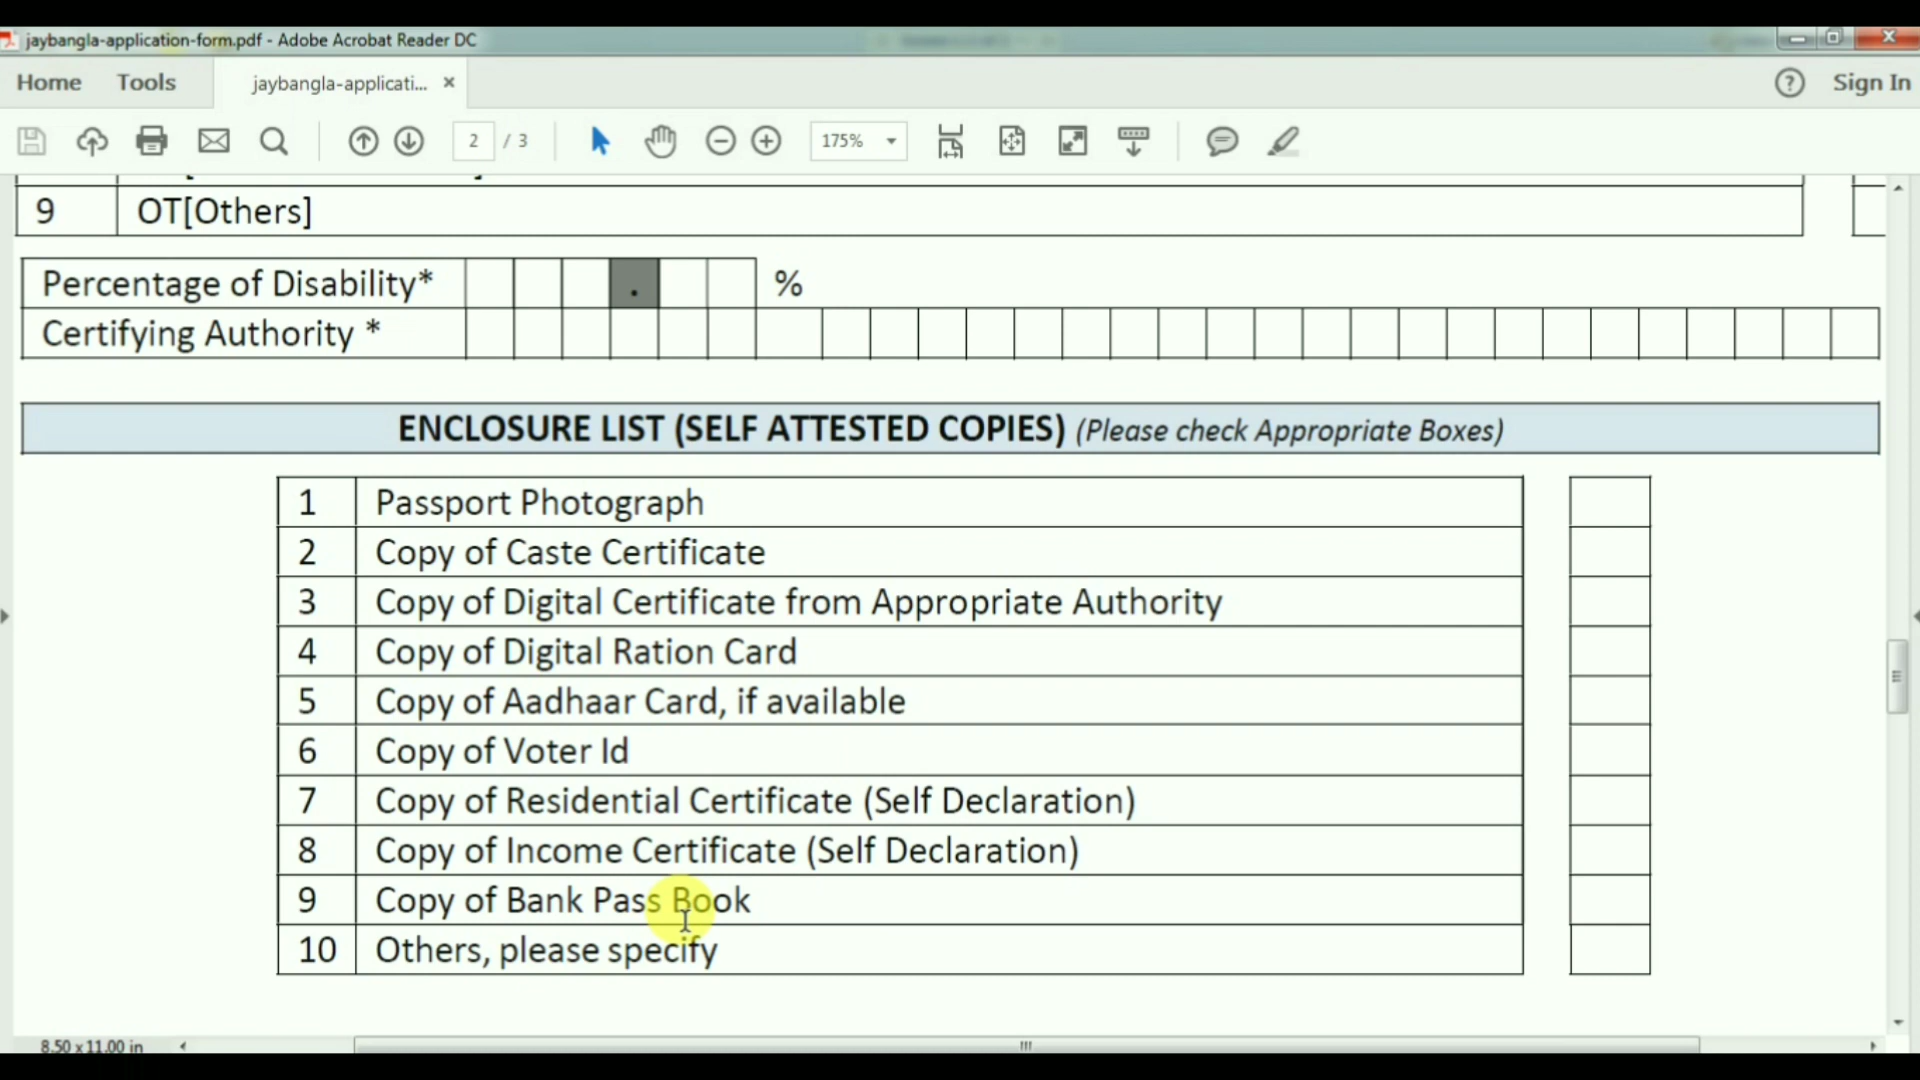 jaybangla-application-form.pdf - Adobe Acrobat Reader DC
Home Tools jaybangla-applicati... × ? Sign In
2 / 3 175%
9 OT[Others]
Percentage of Disability* . %
Certifying Authority *
ENCLOSURE LIST (SELF ATTESTED COPIES) (Please check Appropriate Boxes)
1 Passport Photograph
2 Copy of Caste Certificate
3 Copy of Digital Certificate from Appropriate Authority
4 Copy of Digital Ration Card
5 Copy of Aadhaar Card, if available
6 Copy of Voter Id
7 Copy of Residential Certificate (Self Declaration)
8 Copy of Income Certificate (Self Declaration)
9 Copy of Bank Pass Book
10 Others, please specify
8.50 x 11.00 in